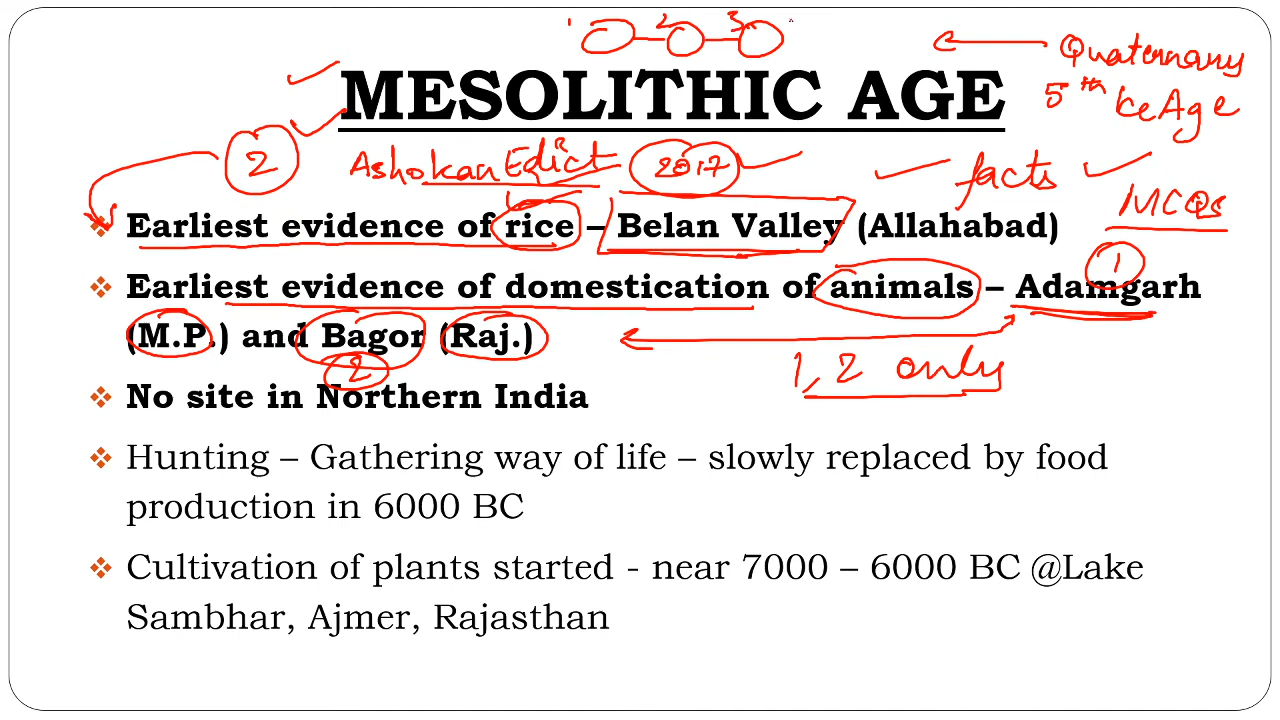 1 2 3
Quaternary
MESOLITHIC AGE
5th Ice Age
2 Ashokan Edict 2017
facts
MCQs
❖ Earliest evidence of rice – Belan Valley (Allahabad)
1
❖ Earliest evidence of domestication of animals – Adamgarh
(M.P.) and Bagor (Raj.)
2
1, 2 only
❖ No site in Northern India
❖ Hunting – Gathering way of life – slowly replaced by food
production in 6000 BC
❖ Cultivation of plants started - near 7000 – 6000 BC @Lake
Sambhar, Ajmer, Rajasthan